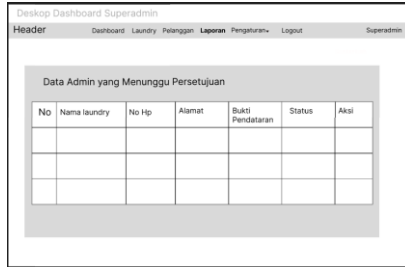 Deskop Dashboard Superadmin
Header Dashboard Laundry Pelanggan Laporan Pengaturan Logout Superadmin
Data Admin yang Menunggu Persetujuan
No Nama laundry No Hp Alamat Bukti Status Aksi
Pendataran